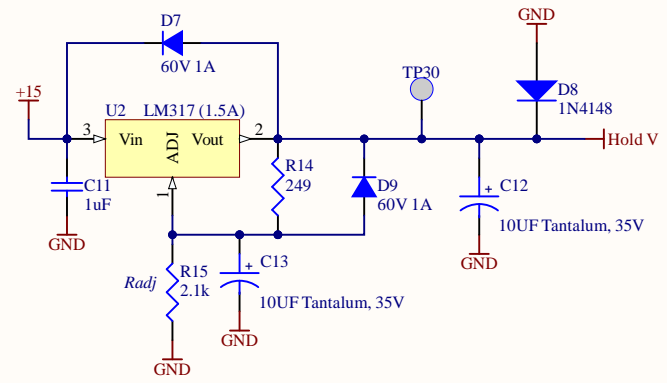 D7
60V 1A
GND
TP30
D8
1N4148
+15
U2 LM317 (1.5A)
3 Vin ADJ Vout 2
1
Hold V
C11
1uF
GND
R14
249
D9
60V 1A
C12
+
10UF Tantalum, 35V
GND
Radj
R15
2.1k
C13
+
10UF Tantalum, 35V
GND
GND